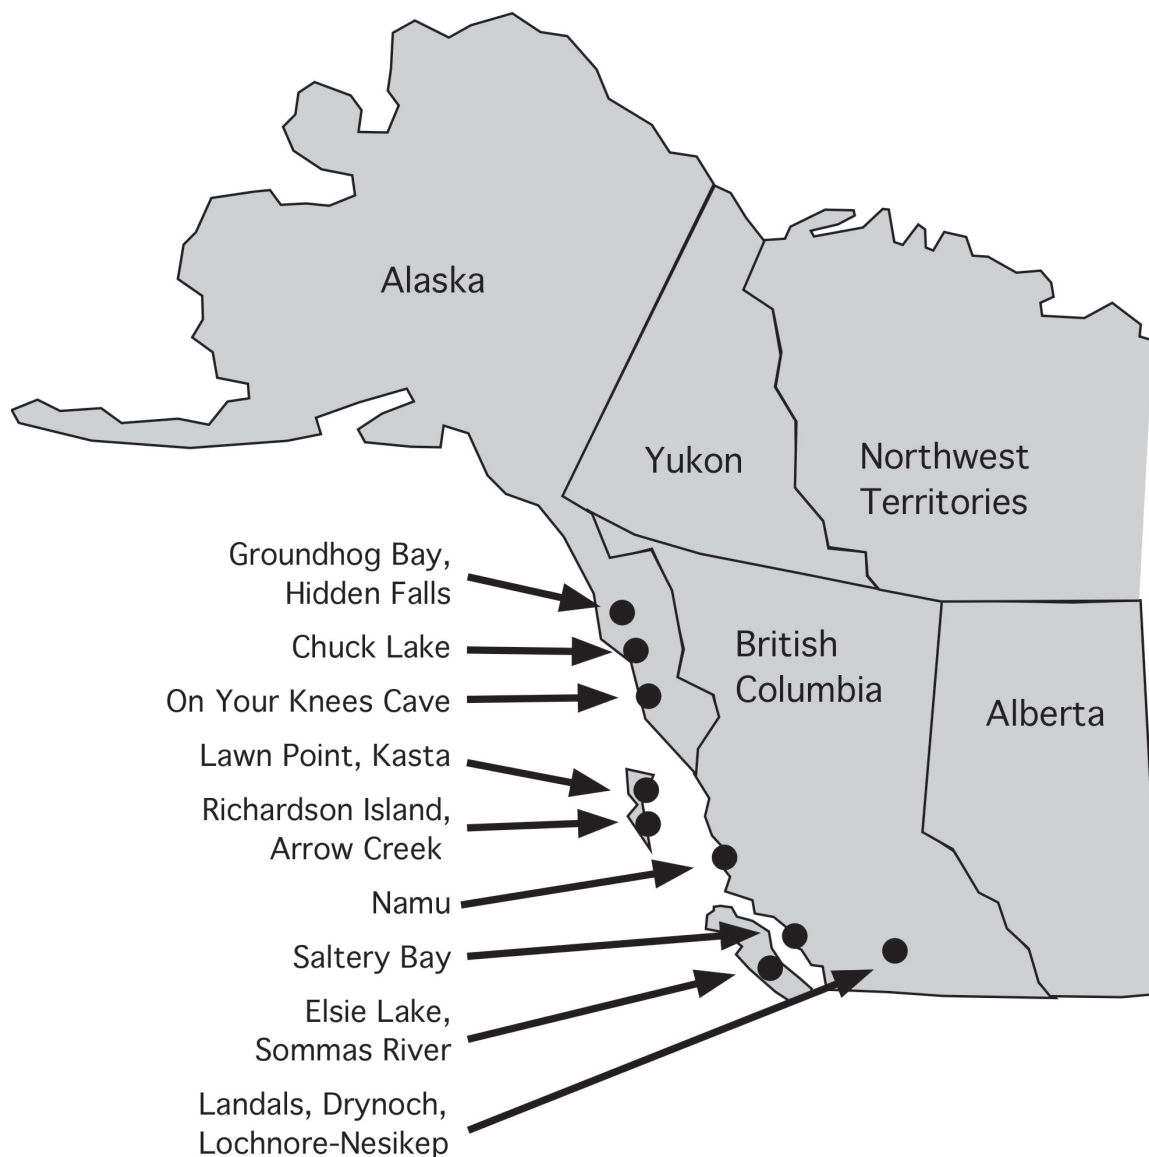 Alaska
Yukon
Northwest
Territories
Groundhog Bay,
Hidden Falls
Chuck Lake
British
Columbia
On Your Knees Cave
Alberta
Lawn Point, Kasta
Richardson Island,
Arrow Creek
Namu
Saltery Bay
Elsie Lake,
Sommas River
Landals, Drynoch,
Lochnore-Nesikep